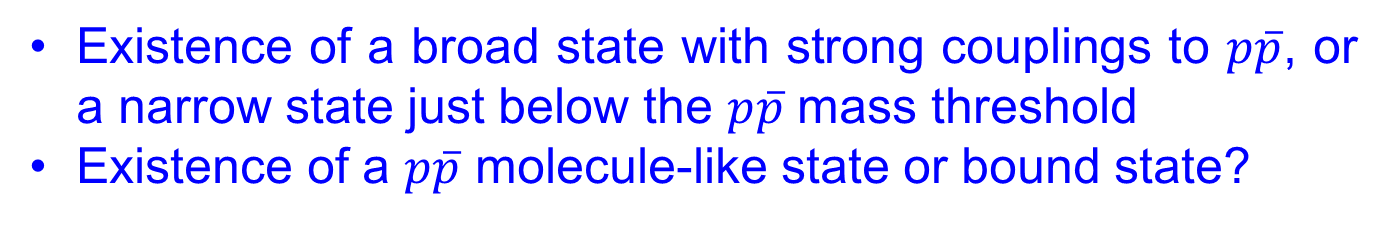 • Existence of a broad state with strong couplings to pp̄, or
a narrow state just below the pp̄ mass threshold
• Existence of a pp̄ molecule-like state or bound state?